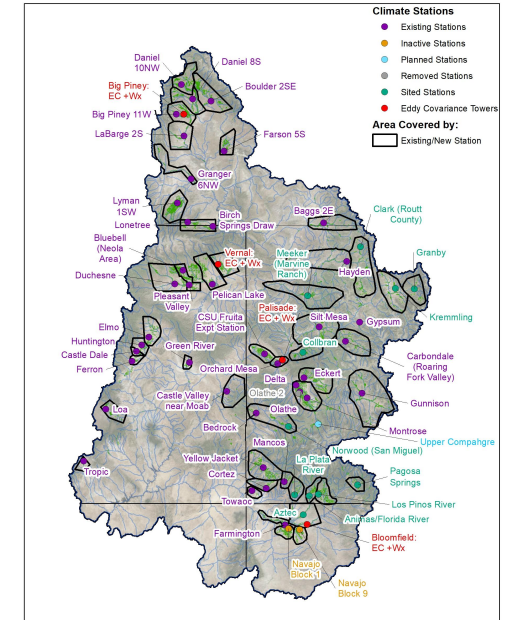 Climate Stations
Existing Stations
Inactive Stations
Planned Stations
Removed Stations
Sited Stations
Eddy Covariance Towers
Area Covered by:
Existing/New Station
Daniel
10NW
Daniel 8S
Big Piney:
EC +Wx
Boulder 2SE
Big Piney 11W
LaBarge 2S
Farson 5S
Granger
6NW
Lyman
1SW
Lonetree
Birch
Springs Draw
Baggs 2E
Clark (Routt
County)
Bluebell
(Neola
Area)
Vernal:
EC + Wx
Meeker
(Marvine
Ranch)
Granby
Duchesne
Hayden
Pleasant
Valley
Pelican Lake
Palisade:
EC + Wx
Kremmling
CSU Fruita
Expt Station
Silt Mesa
Gypsum
Elmo
Huntington
Green River
Collbran
Castle Dale
Ferron
Orchard Mesa
Carbondale
(Roaring
Fork Valley)
Delta
Eckert
Castle Valley
near Moab
Olathe 2
Gunnison
Loa
Olathe
Bedrock
Montrose
Mancos
Upper Compahgre
Norwood (San Miguel)
Yellow Jacket
La Plata
River
Pagosa
Springs
Tropic
Cortez
Towaoc
Los Pinos River
Aztec
Animas/Florida River
Farmington
Bloomfield:
EC +Wx
Navajo
Block 1
Navajo
Block 9